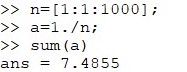 >> n=[1:1:1000];
>> a=1./n;
>> sum(a)
ans = 7.4855